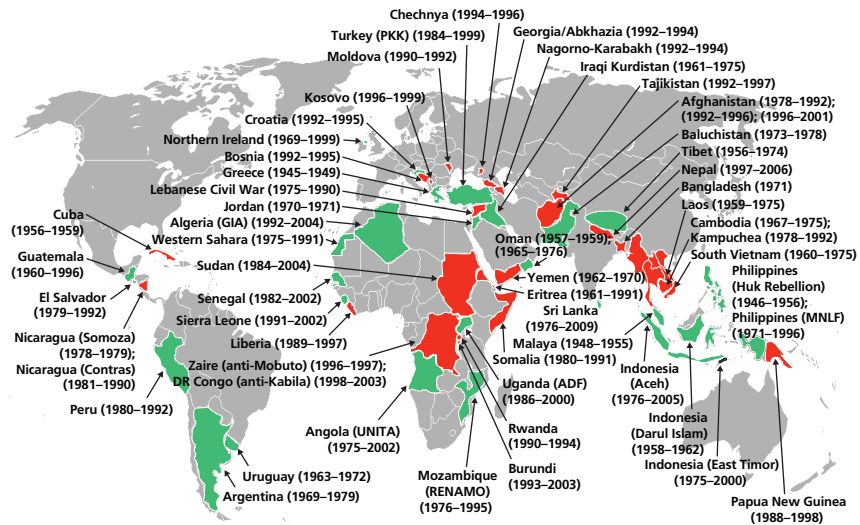 Chechnya (1994–1996)
Turkey (PKK) (1984–1999)
Moldova (1990–1992)
Georgia/Abkhazia (1992–1994)
Nagorno-Karabakh (1992–1994)
Iraqi Kurdistan (1961–1975)
Tajikistan (1992–1997)
Afghanistan (1978–1992);
(1992–1996); (1996–2001)
Baluchistan (1973–1978)
Tibet (1956–1974)
Nepal (1997–2006)
Bangladesh (1971)
Laos (1959–1975)
Cambodia (1967–1975);
Kampuchea (1978–1992)
South Vietnam (1960–1975)
Philippines
(Huk Rebellion)
(1946–1956);
Philippines (MNLF)
(1971–1996)
Kosovo (1996–1999)
Croatia (1992–1995)
Northern Ireland (1969–1999)
Bosnia (1992–1995)
Greece (1945–1949)
Lebanese Civil War (1975–1990)
Jordan (1970–1971)
Algeria (GIA) (1992–2004)
Western Sahara (1975–1991)
Sudan (1984–2004)
Senegal (1982–2002)
Sierra Leone (1991–2002)
Liberia (1989–1997)
Zaire (anti-Mobuto) (1996–1997);
DR Congo (anti-Kabila) (1998–2003)
Cuba
(1956–1959)
Guatemala
(1960–1996)
El Salvador
(1979–1992)
Nicaragua (Somoza)
(1978–1979);
Nicaragua (Contras)
(1981–1990)
Peru (1980–1992)
Uruguay (1963–1972)
Argentina (1969–1979)
Angola (UNITA)
(1975–2002)
Mozambique
(RENAMO)
(1976–1995)
Oman (1957–1959);
(1965–1976)
Yemen (1962–1970)
Eritrea (1961–1991)
Sri Lanka
(1976–2009)
Malaya (1948–1955)
Somalia (1980–1991)
Uganda (ADF)
(1986–2000)
Rwanda
(1990–1994)
Burundi
(1993–2003)
Indonesia
(Aceh)
(1976–2005)
Indonesia
(Darul Islam)
(1958–1962)
Indonesia (East Timor)
(1975–2000)
Papua New Guinea
(1988–1998)